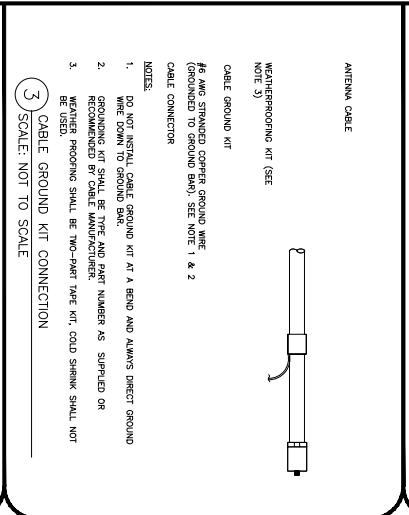 ANTENNA CABLE
WEATHERPROOFING KIT (SEE
NOTE 3)
CABLE GROUND KIT
#6 AWG STRANDED COPPER GROUND WIRE
(GROUNDED TO GROUND BAR). SEE NOTE 1 & 2
CABLE CONNECTOR
NOTES:
1. DO NOT INSTALL CABLE GROUND KIT AT A BEND AND ALWAYS DIRECT GROUND
WIRE DOWN TO GROUND BAR.
2. GROUNDING KIT SHALL BE TYPE AND PART NUMBER AS SUPPLIED OR
RECOMMENDED BY CABLE MANUFACTURER.
3. WEATHER PROOFING SHALL BE TWO-PART TAPE KIT, COLD SHRINK SHALL NOT
BE USED.
3 CABLE GROUND KIT CONNECTION
SCALE: NOT TO SCALE